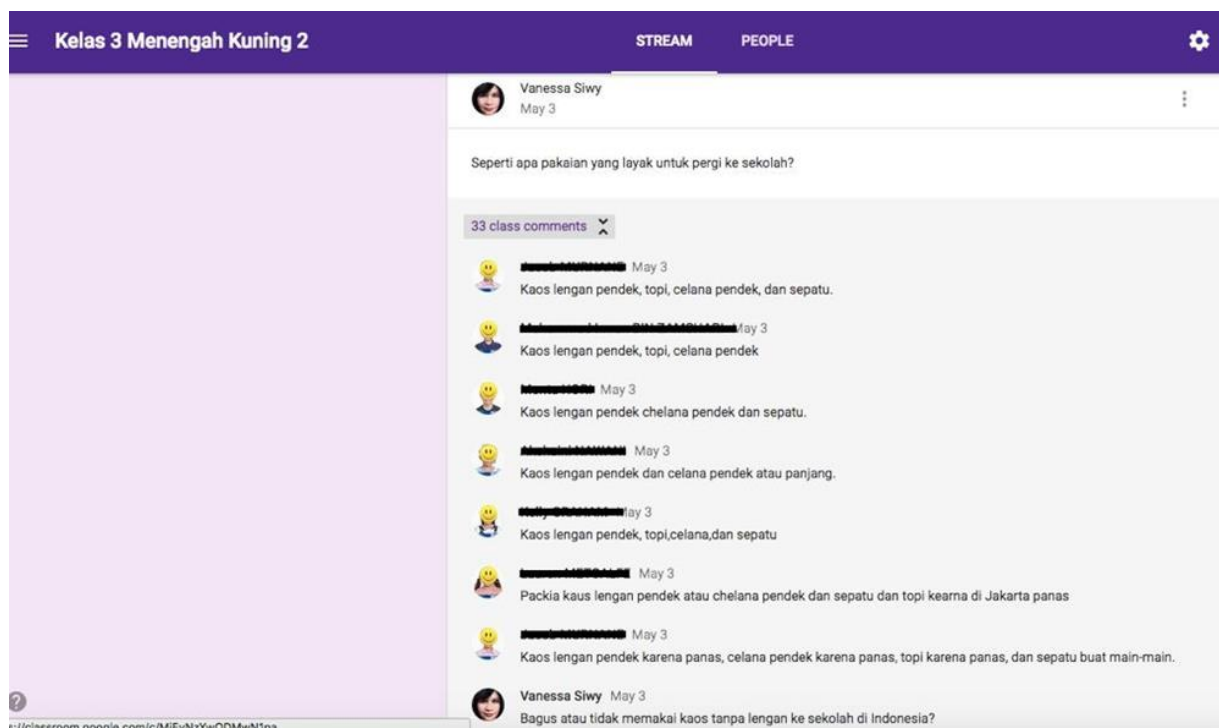 Kelas 3 Menengah Kuning 2
STREAM
PEOPLE
Vanessa Siwy
May 3
Seperti apa pakaian yang layak untuk pergi ke sekolah?
33 class comments
May 3
Kaos lengan pendek, topi, celana pendek, dan sepatu.
May 3
Kaos lengan pendek, topi, celana pendek
May 3
Kaos lengan pendek chelana pendek dan sepatu.
May 3
Kaos lengan pendek dan celana pendek atau panjang.
May 3
Kaos lengan pendek, topi,celana,dan sepatu
May 3
Packia kaus lengan pendek atau chelana pendek dan sepatu dan topi kearna di Jakarta panas
May 3
Kaos lengan pendek karena panas, celana pendek karena panas, topi karena panas, dan sepatu buat main-main.
Vanessa Siwy May 3
Bagus atau tidak memakai kaos tanpa lengan ke sekolah di Indonesia?